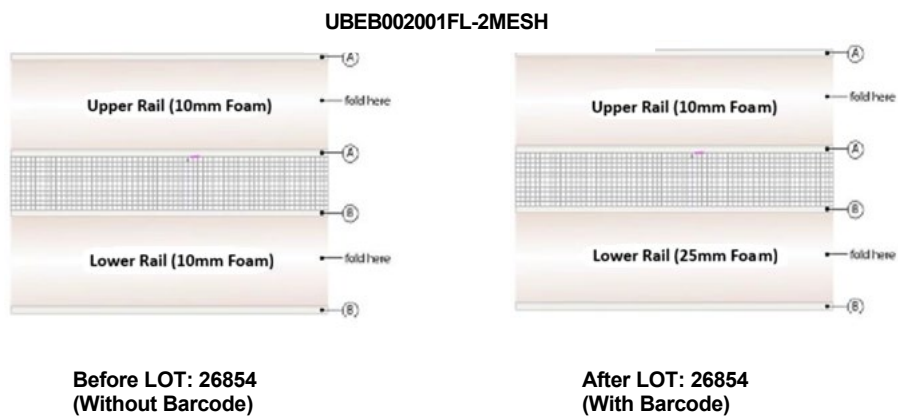 UBEB002001FL-2MESH
A
Upper Rail (10mm Foam)
fold here
A
B
Lower Rail (10mm Foam)
fold here
B
A
Upper Rail (10mm Foam)
fold here
A
B
Lower Rail (25mm Foam)
fold here
B
Before LOT: 26854
(Without Barcode)
After LOT: 26854
(With Barcode)